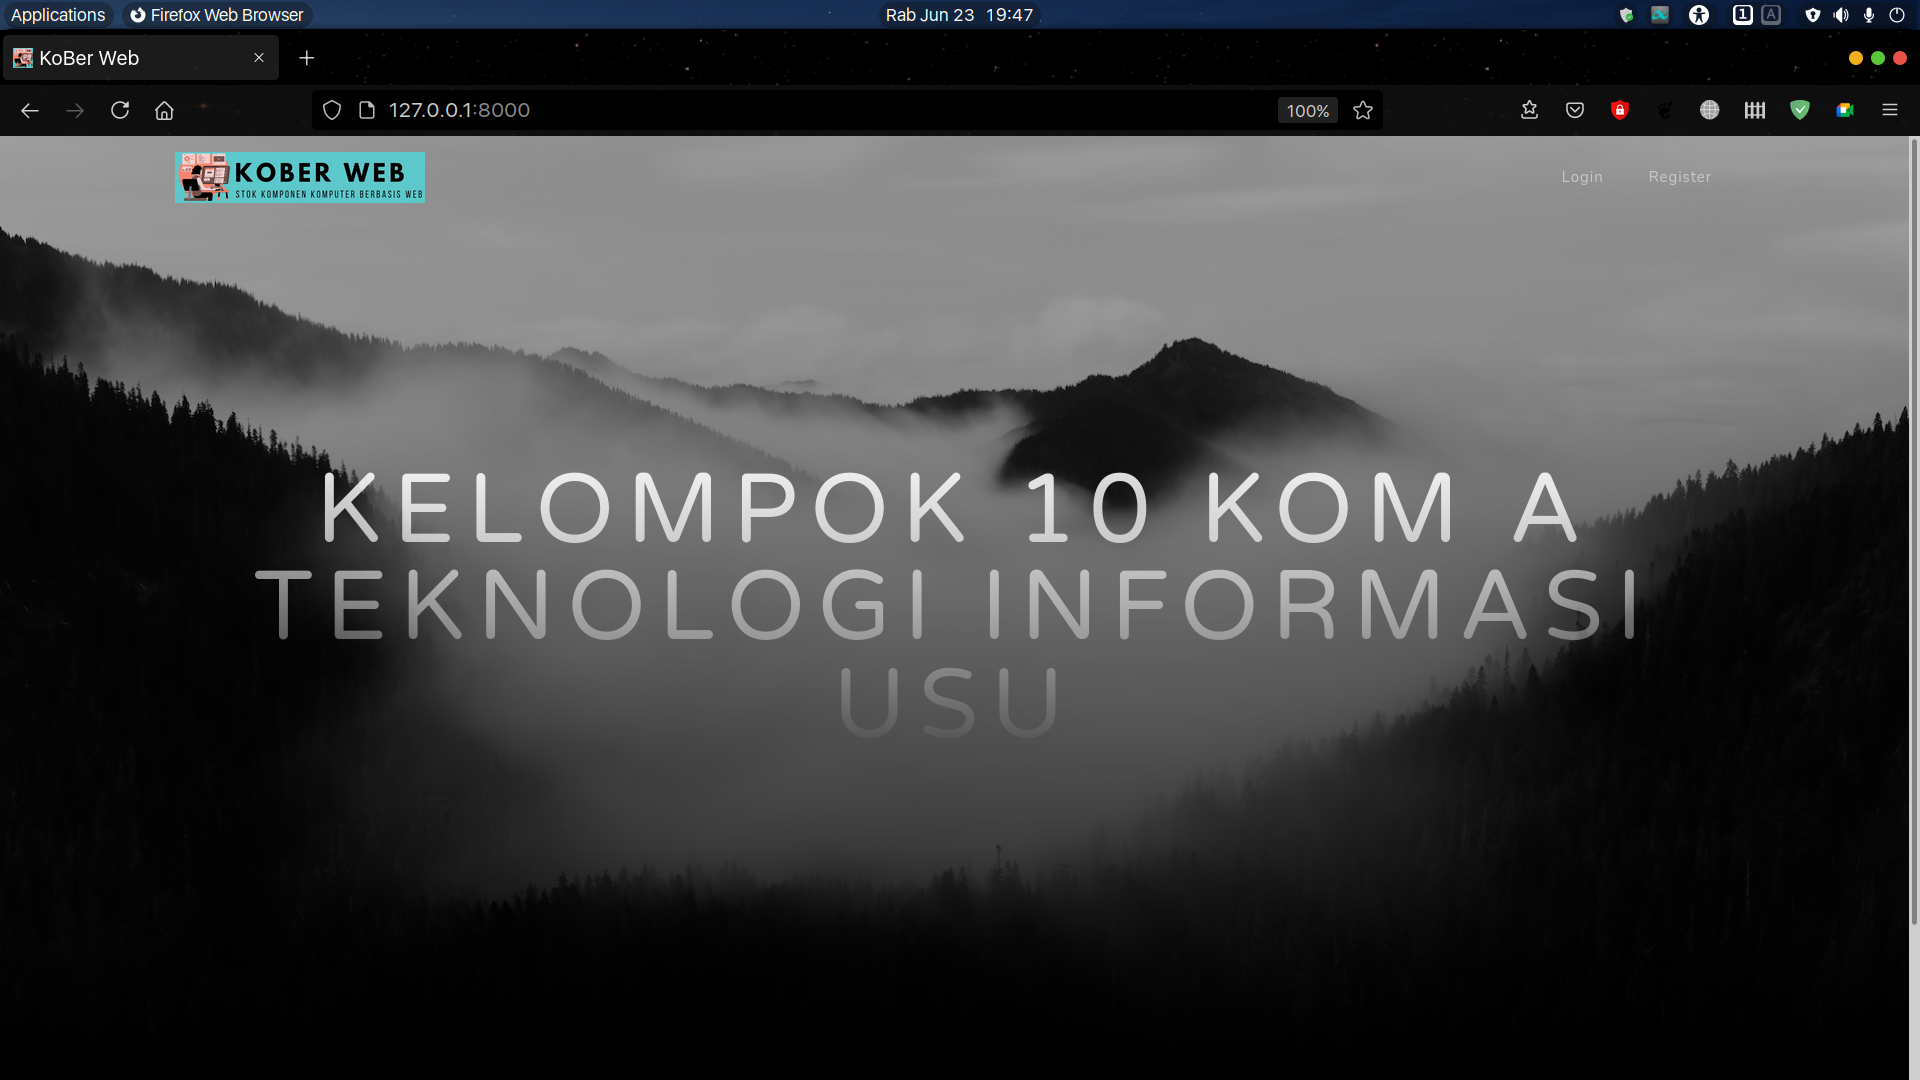 Applications
Firefox Web Browser
Rab Jun 23 19:47
1
A
KoBer Web
127.0.0.1:8000
100%
KOBER WEB
STOK KOMPONEN KOMPUTER BERBASIS WEB
Login
Register
KELOMPOK 10 KOM A
TEKNOLOGI INFORMASI
USU